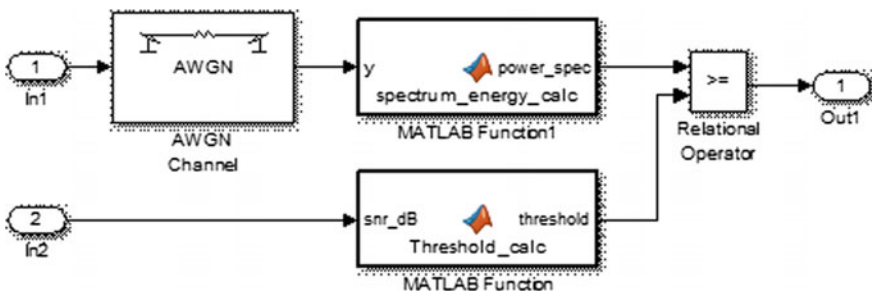 1
In1
AWGN
AWGN
Channel
y
power_spec
spectrum_energy_calc
MATLAB Function1
>=
Relational
Operator
1
Out1
2
In2
snr_dB
threshold
Threshold_calc
MATLAB Function